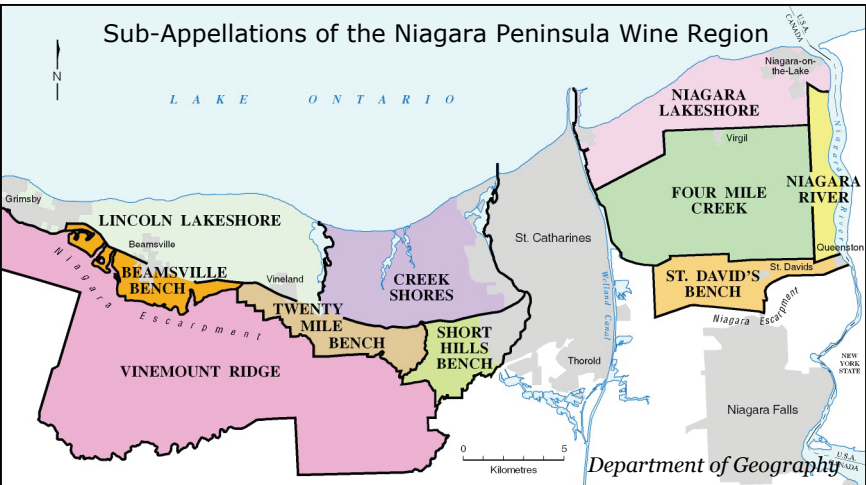 Sub-Appellations of the Niagara Peninsula Wine Region
U.S.A.
CANADA
N
LAKE ONTARIO
Niagara-on-
the-Lake
NIAGARA
LAKESHORE
Virgil
Niagara River
NIAGARA
RIVER
FOUR MILE
CREEK
Grimsby
LINCOLN LAKESHORE
Beamsville
St. Catharines
Queenston
BEAMSVILLE
BENCH
Vineland
CREEK
SHORES
Welland Canal
St. Davids
ST. DAVID'S
BENCH
Niagara Escarpment
Niagara Escarpment
TWENTY
MILE
BENCH
SHORT
HILLS
BENCH
VINEMOUNT RIDGE
Thorold
NEW
YORK
STATE
Niagara Falls
0 5
Kilometres
Department of Geography
U.S.A.
CANADA